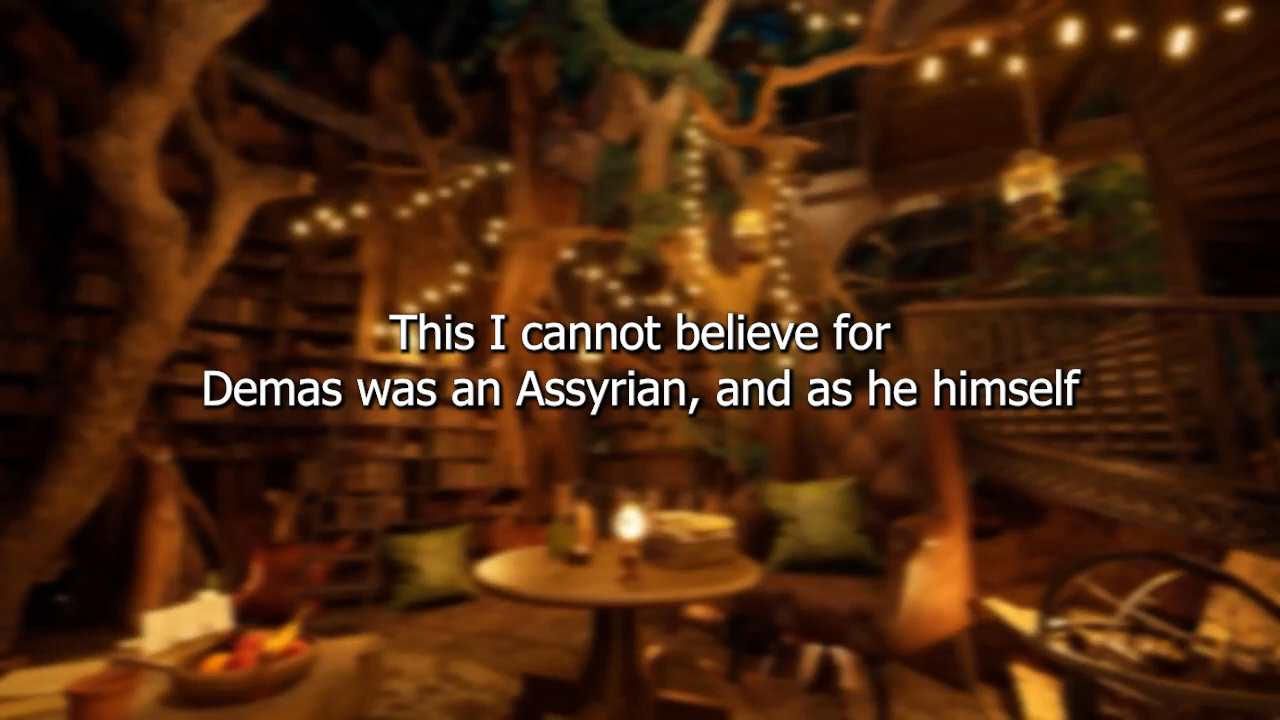 This I cannot believe for
Demas was an Assyrian, and as he himself